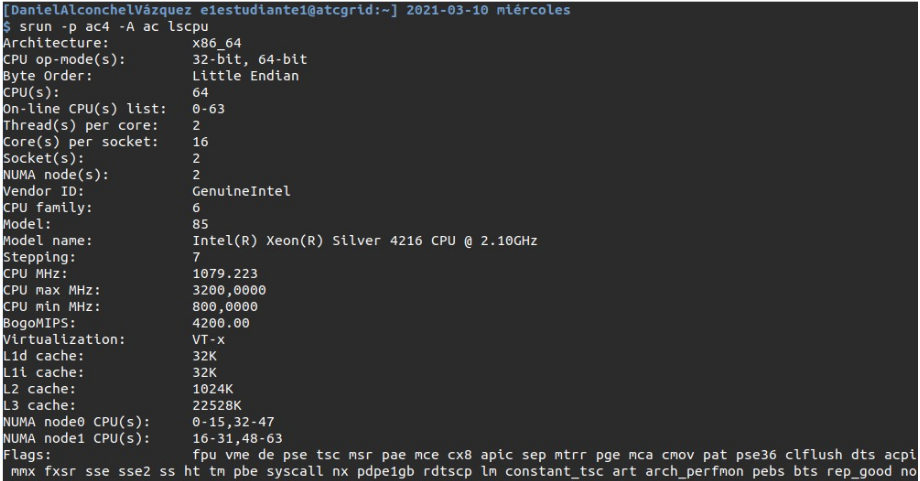 [DanielAlconchelVázquez e1estudiante1@atcgrid:~] 2021-03-10 miércoles
$ srun -p ac4 -A ac lscpu
Architecture:          x86_64
CPU op-mode(s):        32-bit, 64-bit
Byte Order:            Little Endian
CPU(s):                64
On-line CPU(s) list:   0-63
Thread(s) per core:    2
Core(s) per socket:    16
Socket(s):             2
NUMA node(s):          2
Vendor ID:             GenuineIntel
CPU family:            6
Model:                 85
Model name:            Intel(R) Xeon(R) Silver 4216 CPU @ 2.10GHz
Stepping:              7
CPU MHz:               1079.223
CPU max MHz:           3200,0000
CPU min MHz:           800,0000
BogoMIPS:              4200.00
Virtualization:        VT-x
L1d cache:             32K
L1i cache:             32K
L2 cache:              1024K
L3 cache:              22528K
NUMA node0 CPU(s):     0-15,32-47
NUMA node1 CPU(s):     16-31,48-63
Flags:                 fpu vme de pse tsc msr pae mce cx8 apic sep mtrr pge mca cmov pat pse36 clflush dts acpi
mmx fxsr sse sse2 ss ht tm pbe syscall nx pdpe1gb rdtscp lm constant_tsc art arch_perfmon pebs bts rep_good no